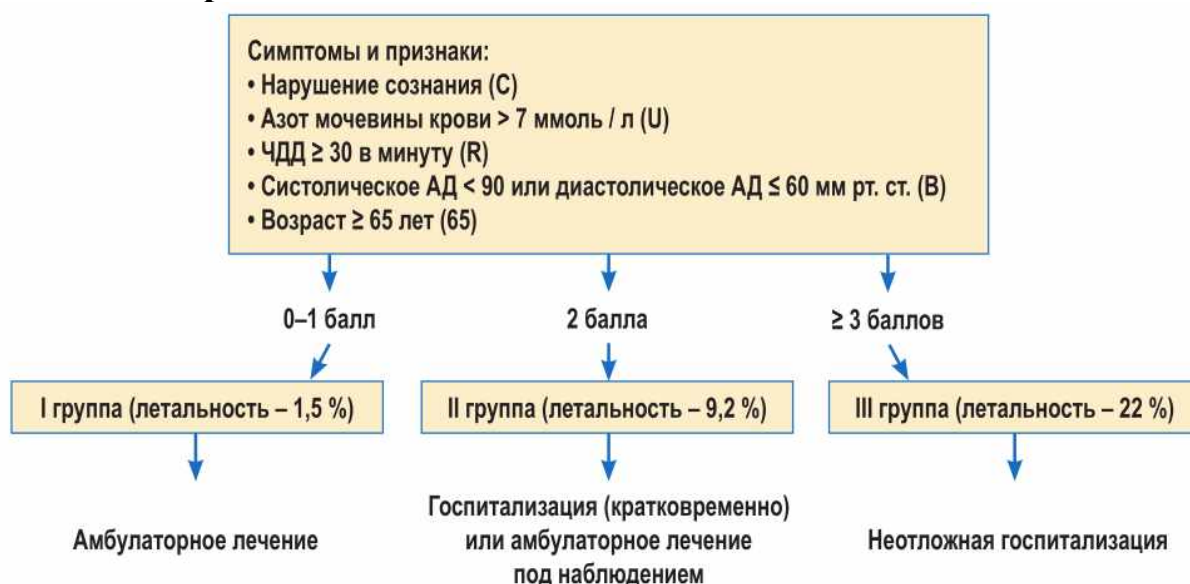 Симптомы и признаки:
• Нарушение сознания (C)
• Азот мочевины крови > 7 ммоль / л (U)
• ЧДД ≥ 30 в минуту (R)
• Систолическое АД < 90 или диастолическое АД ≤ 60 мм рт. ст. (B)
• Возраст ≥ 65 лет (65)
0–1 балл
2 балла
≥ 3 баллов
I группа (летальность – 1,5 %)
II группа (летальность – 9,2 %)
III группа (летальность – 22 %)
Амбулаторное лечение
Госпитализация (кратковременно)
или амбулаторное лечение
под наблюдением
Неотложная госпитализация